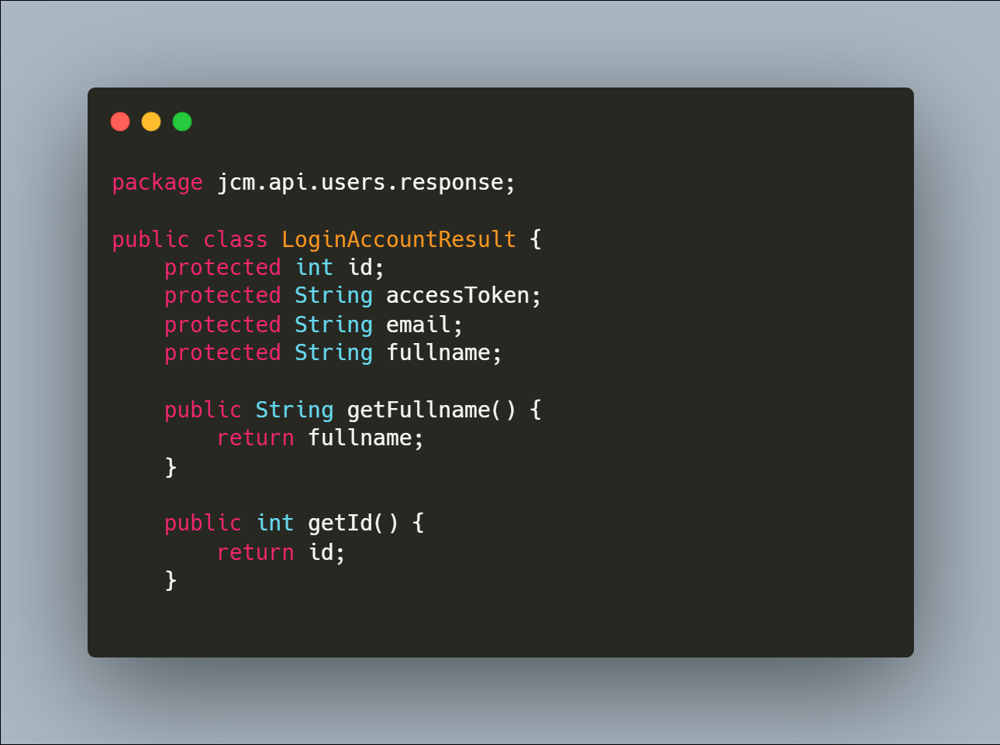 package jcm.api.users.response;

public class LoginAccountResult {
    protected int id;
    protected String accessToken;
    protected String email;
    protected String fullname;

    public String getFullname() {
        return fullname;
    }

    public int getId() {
        return id;
    }